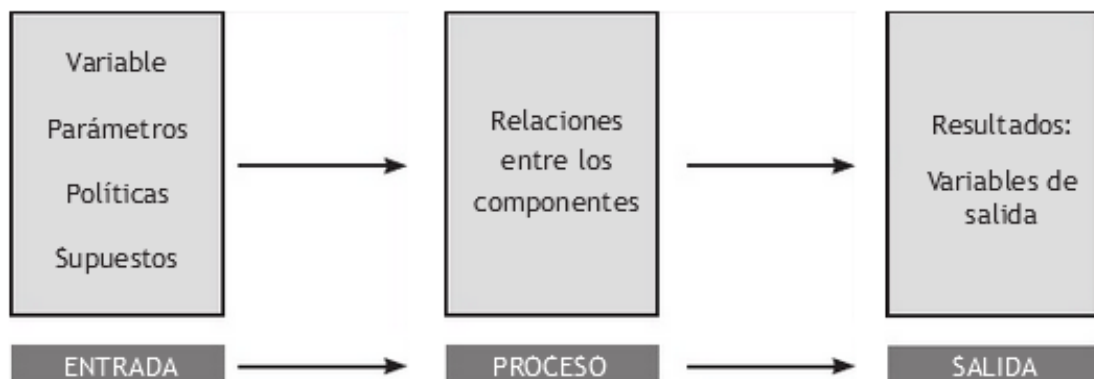 Variable
Parámetros
Políticas
Supuestos
Relaciones
entre los
componentes
Resultados:
Variables de
salida
ENTRADA
PROCESO
SALIDA